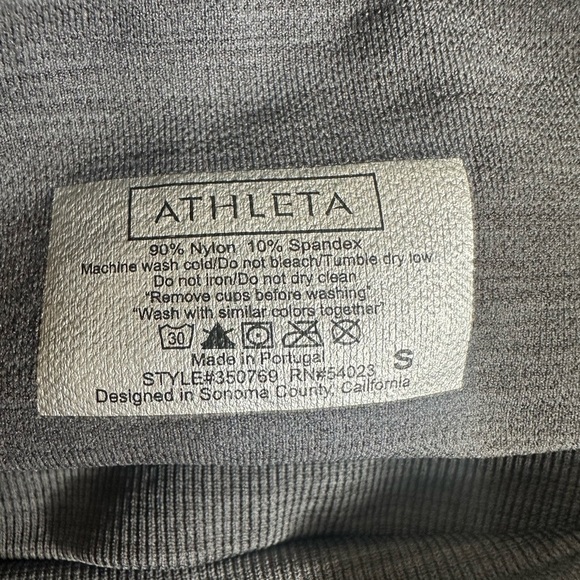 ATHLETA
90% Nylon 10% Spandex
Machine wash cold/Do not bleach/Tumble dry low
Do not iron/Do not dry clean
"Remove cups before washing"
"Wash with similar colors together"
30
Made in Portugal
STYLE#350769 RN#54023 S
Designed in Sonoma County, California